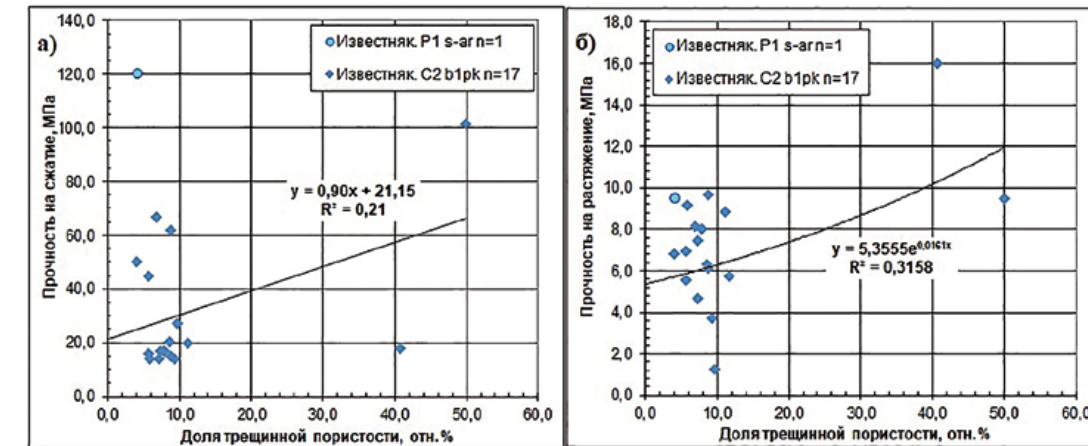 а)
Известняк. P1 s-ar n=1
Известняк. C2 b1pk n=17
Прочность на сжатие, МПа
140,0
120,0
100,0
80,0
60,0
40,0
20,0
0,0
y = 0,90x + 21,15
R² = 0,21
0,0 10,0 20,0 30,0 40,0 50,0 60,0
Доля трещинной пористости, отн.%
б)
Известняк. P1 s-ar n=1
Известняк. C2 b1pk n=17
Прочность на растяжение, МПа
18,0
16,0
14,0
12,0
10,0
8,0
6,0
4,0
2,0
0,0
y = 5,3555e0,0161x
R² = 0,3158
0,0 10,0 20,0 30,0 40,0 50,0 60,0
Доля трещинной пористости, отн.%